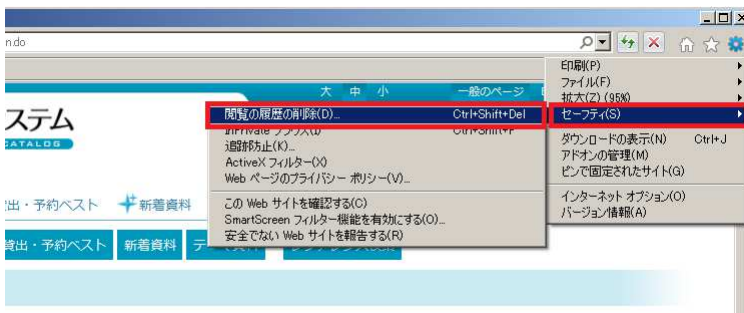 n.do
大 中 小
一般のページ
ステム
CATALOG
出・予約ベスト
新着資料
貸出・予約ベスト
新着資料
印刷(P)
ファイル(F)
拡大(Z) (95%)
セーフティ(S)
ダウンロードの表示(N) Ctrl+J
アドオンの管理(M)
ピンで固定されたサイト(G)
インターネット オプション(O)
バージョン情報(A)
閲覧の履歴の削除(D)... Ctrl+Shift+Del
InPrivate ブラウズ(I) Ctrl+Shift+P
追跡防止(K)...
ActiveX フィルター(X)
Web ページのプライバシー ポリシー(V)...
この Web サイトを確認する(C)
SmartScreen フィルター機能を有効にする(O)...
安全でない Web サイトを報告する(R)